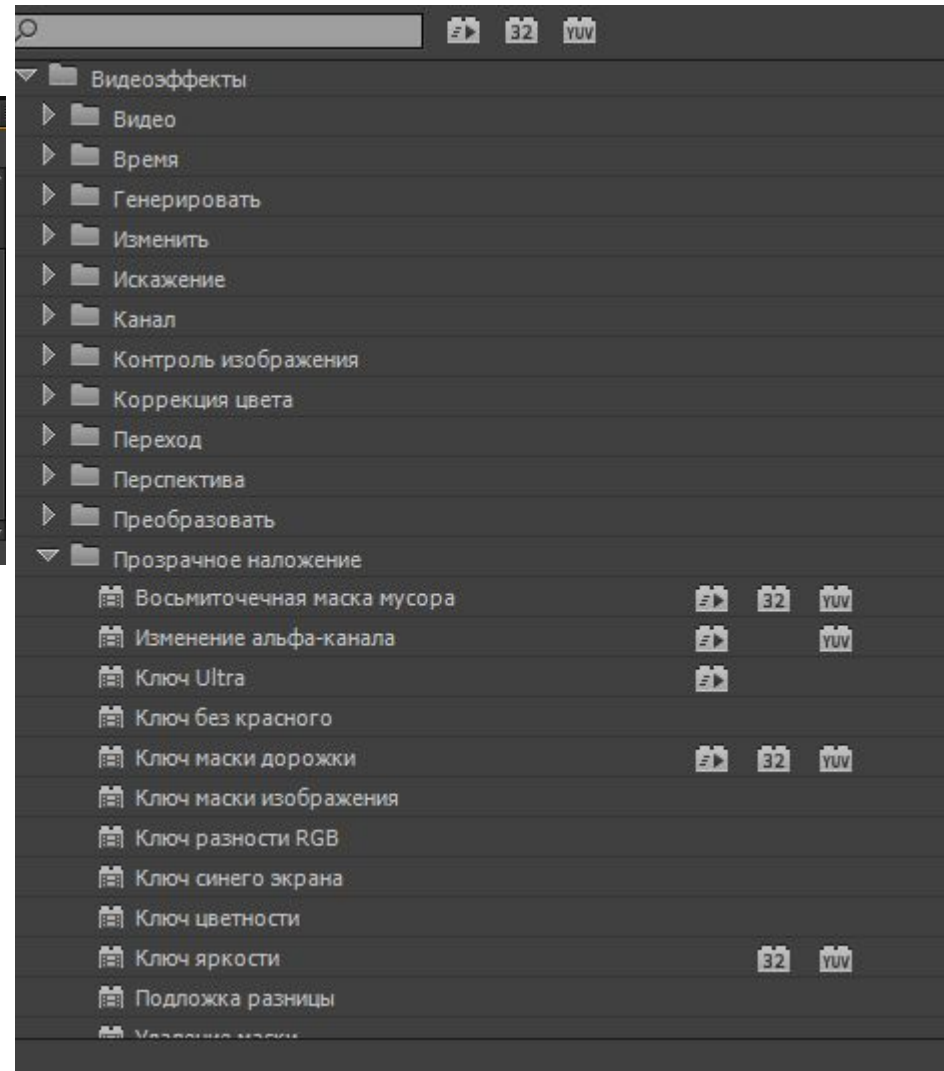 32 YUV
Видеоэффекты
Видео
Время
Генерировать
Изменить
Искажение
Канал
Контроль изображения
Коррекция цвета
Переход
Перспектива
Преобразовать
Прозрачное наложение
Восьмиточечная маска мусора 32 YUV
Изменение альфа-канала YUV
Ключ Ultra
Ключ без красного
Ключ маски дорожки 32 YUV
Ключ маски изображения
Ключ разности RGB
Ключ синего экрана
Ключ цветности
Ключ яркости 32 YUV
Подложка разницы
Удаление маски